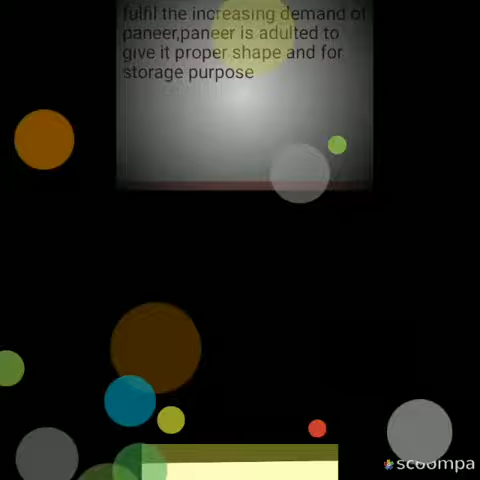 fulfil the increasing demand of
paneer,paneer is adulted to
give it proper shape and for
storage purpose
scoompa